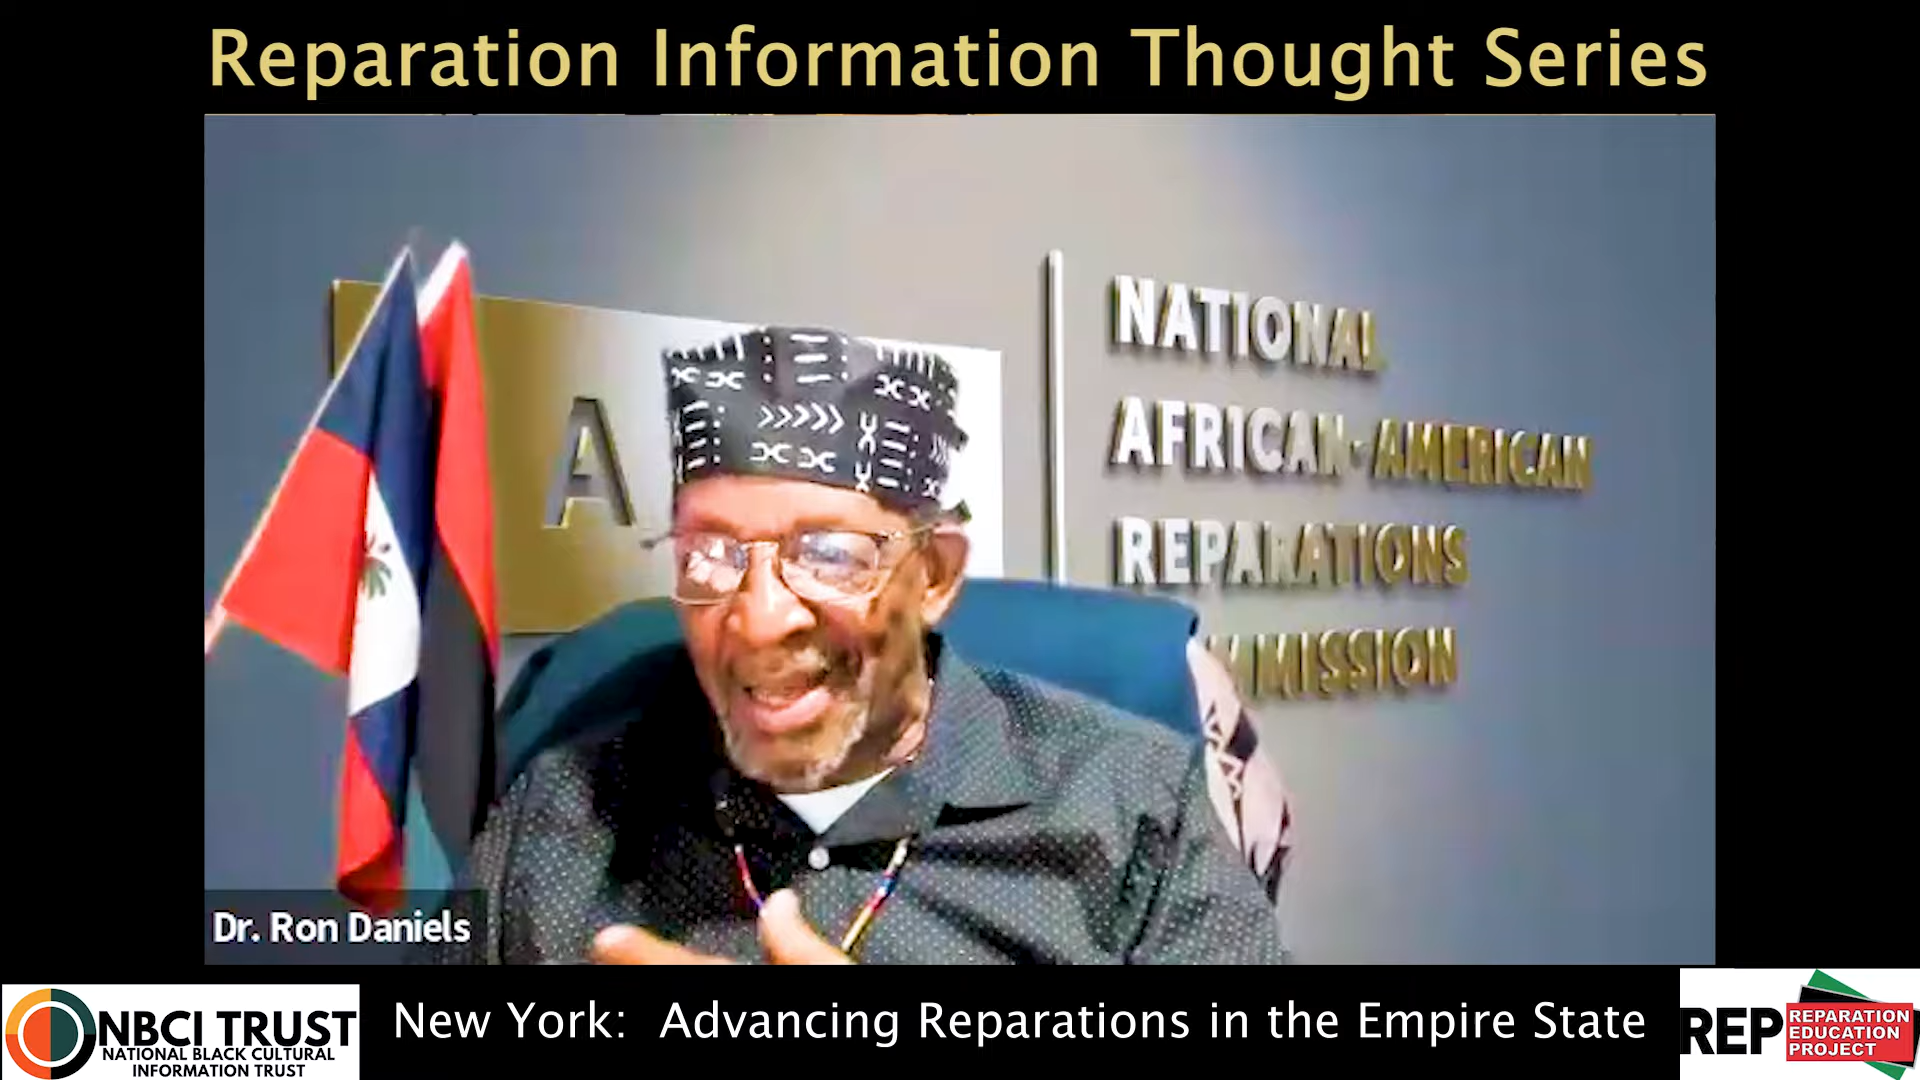 Reparation Information Thought Series
A
NATIONAL
AFRICAN-AMERICAN
REPARATIONS
MMISSION
Dr. Ron Daniels
NBCI TRUST
NATIONAL BLACK CULTURAL
INFORMATION TRUST
New York: Advancing Reparations in the Empire State
REP
REPARATION
EDUCATION
PROJECT